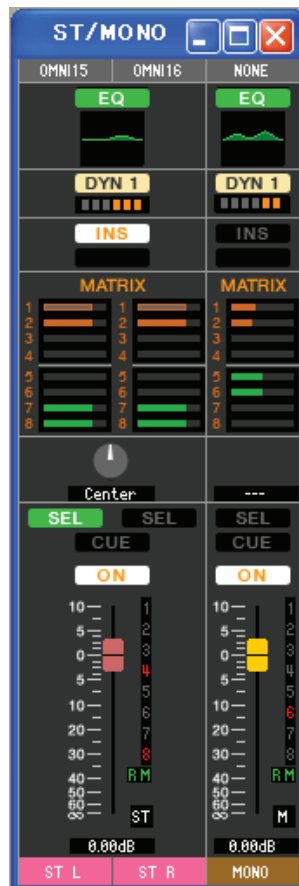 ST/MONO
OMNI15 OMNI16 NONE
EQ EQ
DYN 1 DYN 1
INS INS
MATRIX MATRIX
1 1 1
2 2 2
3 3 3
4 4 4
5 5 5
6 6 6
7 7 7
8 8 8
Center ---
SEL SEL SEL
CUE CUE
ON ON
10 1 10 1
5 2 5 2
0 3 0 3
4 4
5 5 5 5
10 6 10 6
20 7 20 7
30 8 30 8
40 R M 40 R M
50 50
60 60
∞ ST ∞ M
0.00dB 0.00dB
ST L ST R MONO